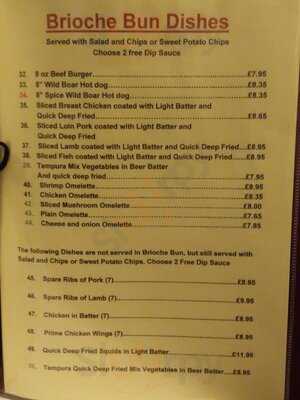 Brioche Bun Dishes
Served with Salad and Chips or Sweet Potato Chips
Choose 2 free Dip Sauce
32. 8 oz Beef Burger £7.95
33. 8" Wild Boar Hot dog £8.35
34. 8" Spice Wild Boar Hot dog £8.35
35. Sliced Breast Chicken coated with Light Batter and
Quick Deep Fried £8.65
36. Sliced Loin Pork coated with Light Batter and
Quick Deep Fried
37. Sliced Lamb coated with Light Batter and Quick Deep Fried £8.95
38. Sliced Fish coated with Light Batter and Quick Deep Fried £8.95
39. Tempura Mix Vegetables in Beer Batter
And quick deep fried £7.95
40. Shrimp Omelette £8.95
41. Chicken Omelette £8.35
42. Sliced Mushroom Omelette £8.00
43. Plain Omelette £7.65
44. Cheese and onion Omelette £7.85
The following Dishes are not served in Brioche Bun, but still served with
Salad and Chips or Sweet Potato Chips. Choose 2 Free Dip Sauce
45. Spare Ribs of Pork (7) £8.95
46. Spare Ribs of Lamb (7) £8.95
47. Chicken in Batter (7) £8.95
48. Prime Chicken Wings (7) £8.95
49. Quick Deep Fried Squids in Light Batter £11.95
50. Tempura Quick Deep Fried Mix Vegetables in Beer Batter £8.95